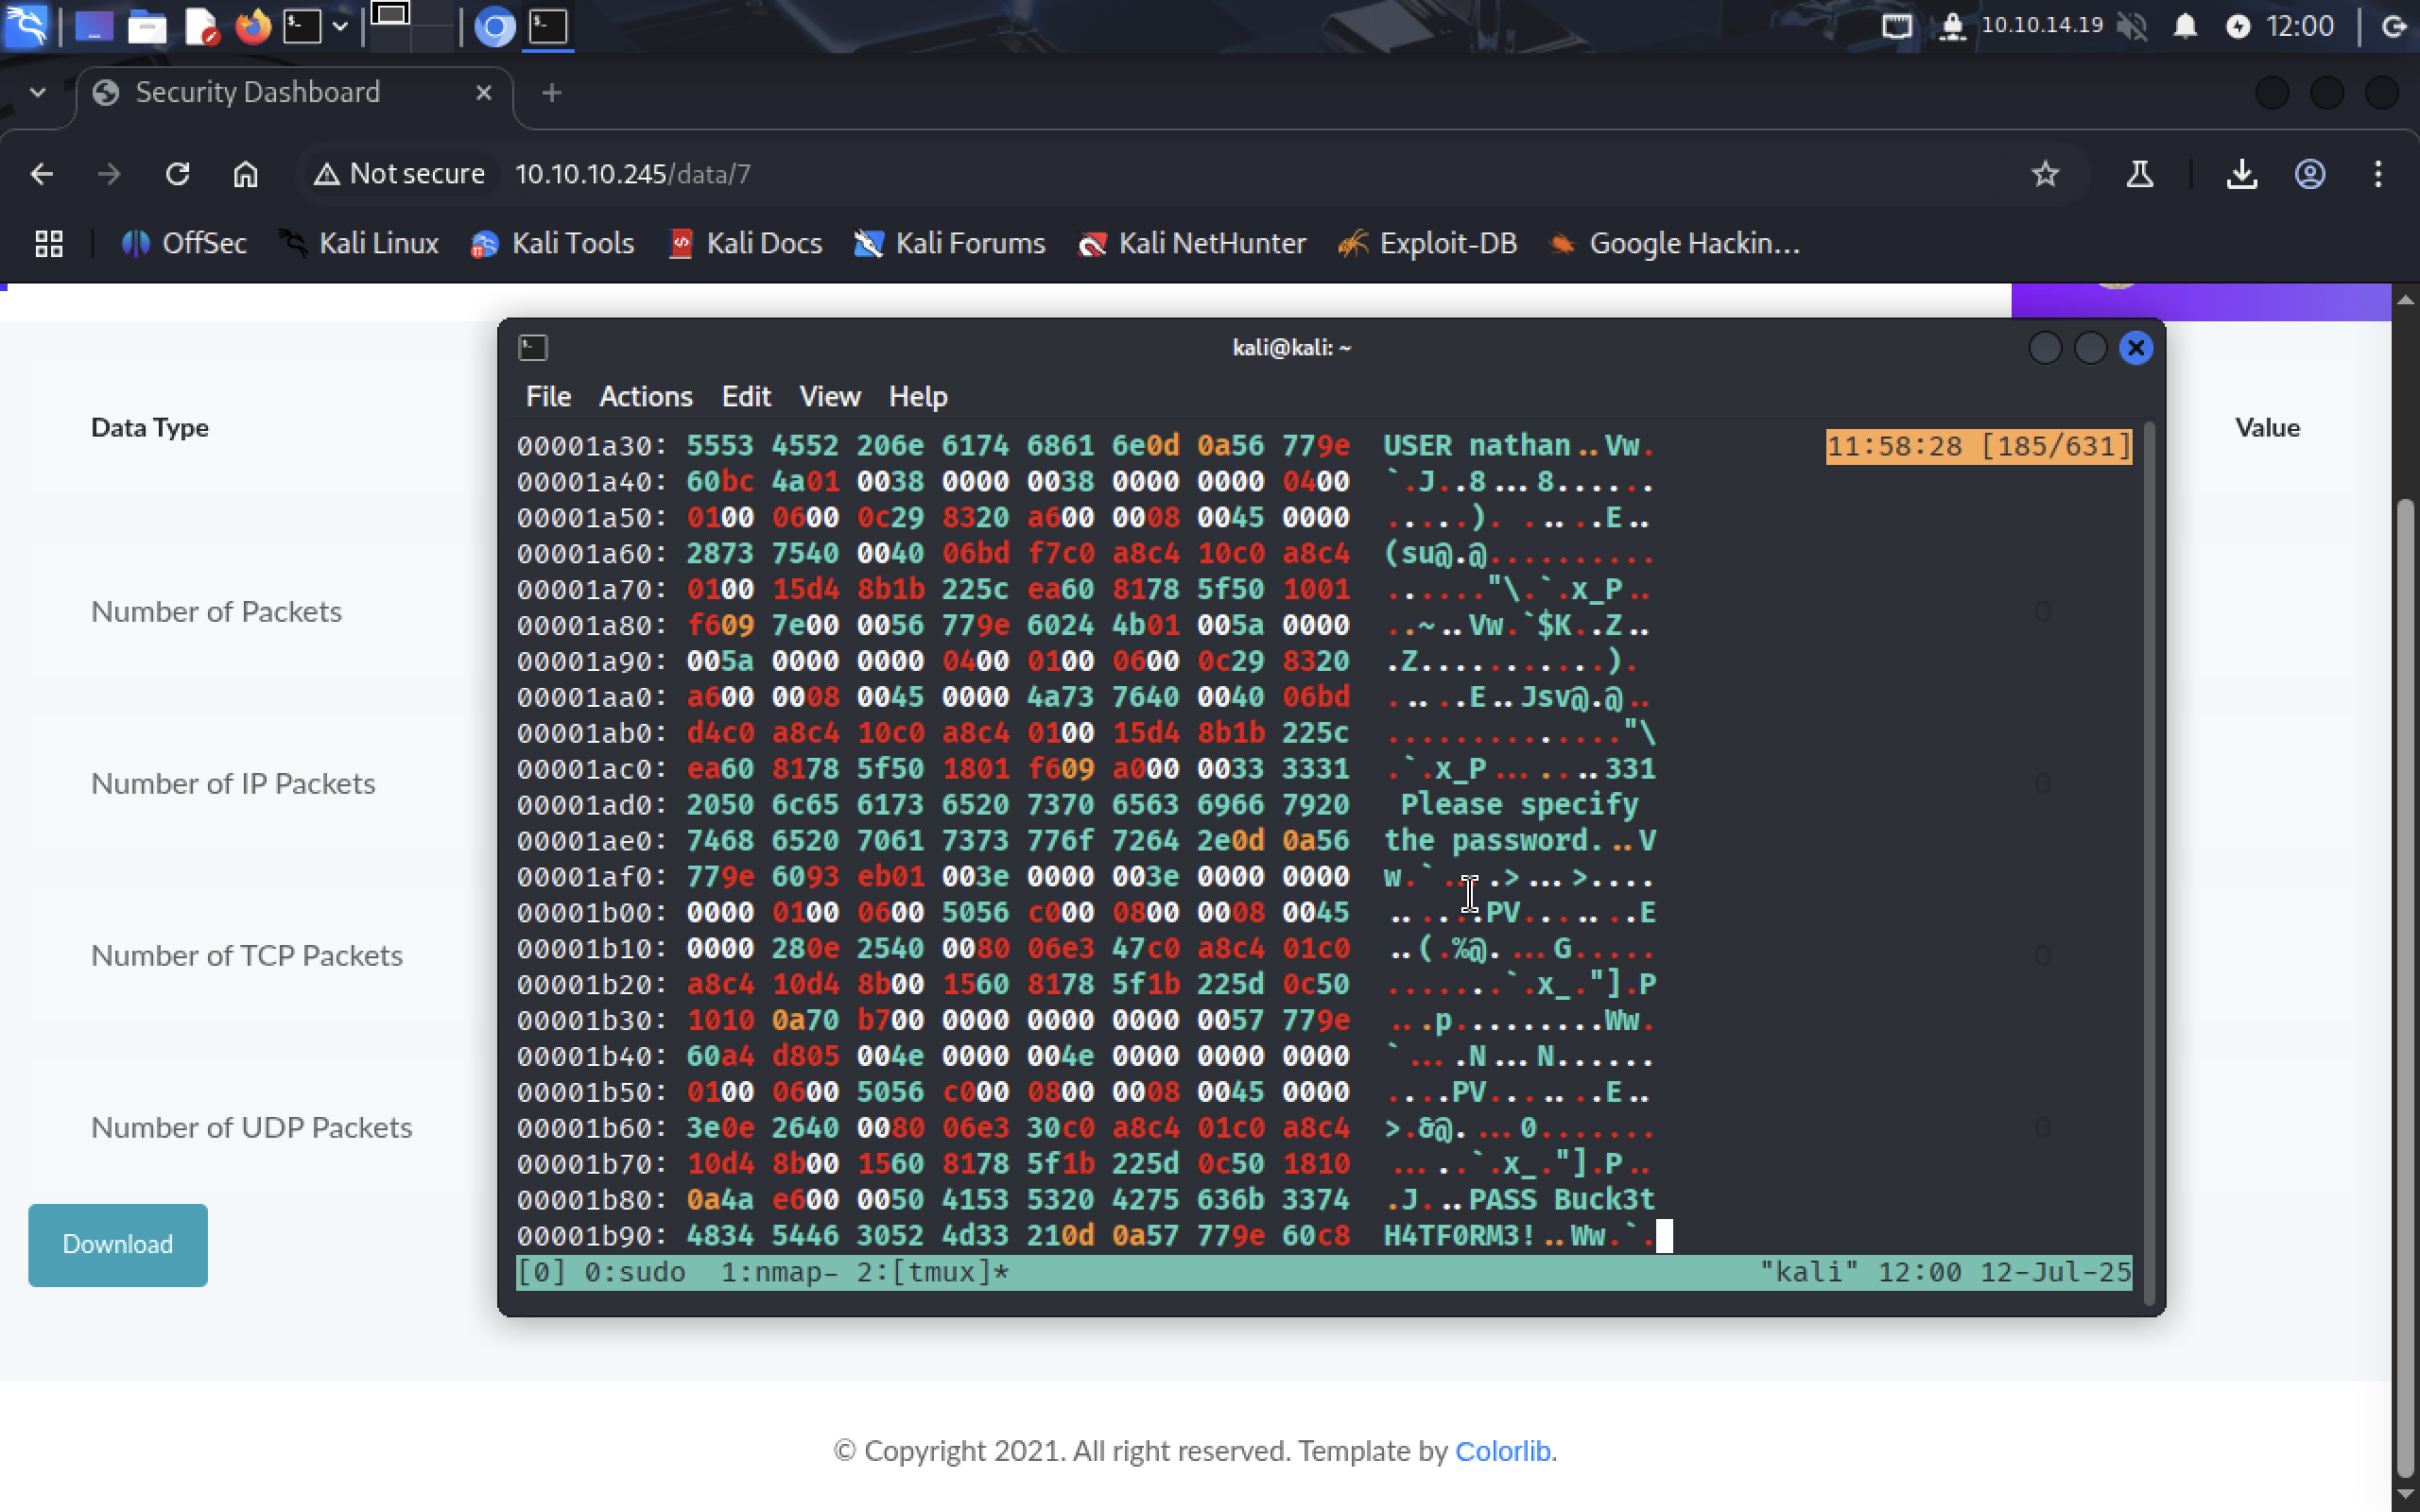 10.10.14.19 12:00
Security Dashboard
Not secure 10.10.10.245/data/7
OffSec Kali Linux Kali Tools Kali Docs Kali Forums Kali NetHunter Exploit-DB Google Hackin...
kali@kali: ~
File Actions Edit View Help
Data Type
Value
Number of Packets
0
Number of IP Packets
0
Number of TCP Packets
0
Number of UDP Packets
0
Download
11:58:28 [185/631]
00001a30: 5553 4552 206e 6174 6861 6e0d 0a56 779e USER nathan..Vw.
00001a40: 60bc 4a01 0038 0000 0038 0000 0000 0400 `.J..8...8......
00001a50: 0100 0600 0c29 8320 a600 0008 0045 0000 .....). .....E..
00001a60: 2873 7540 0040 06bd f7c0 a8c4 10c0 a8c4 (su@.@..........
00001a70: 0100 15d4 8b1b 225c ea60 8178 5f50 1001 ......"\.`.x_P..
00001a80: f609 7e00 0056 779e 6024 4b01 005a 0000 ..~..Vw.`$K..Z..
00001a90: 005a 0000 0000 0400 0100 0600 0c29 8320 .Z...........). 
00001aa0: a600 0008 0045 0000 4a73 7640 0040 06bd .....E..Jsv@.@..
00001ab0: d4c0 a8c4 10c0 a8c4 0100 15d4 8b1b 225c .............."\
00001ac0: ea60 8178 5f50 1801 f609 a000 0033 3331 .`.x_P.......331
00001ad0: 2050 6c65 6173 6520 7370 6563 6966 7920  Please specify 
00001ae0: 7468 6520 7061 7373 776f 7264 2e0d 0a56 the password...V
00001af0: 779e 6093 eb01 003e 0000 003e 0000 0000 w.`....>...>....
00001b00: 0000 0100 0600 5056 c000 0800 0008 0045 ......PV.......E
00001b10: 0000 280e 2540 0080 06e3 47c0 a8c4 01c0 ..(.%@....G.....
00001b20: a8c4 10d4 8b00 1560 8178 5f1b 225d 0c50 .......`.x_."].P
00001b30: 1010 0a70 b700 0000 0000 0000 0057 779e ...p.........Ww.
00001b40: 60a4 d805 004e 0000 004e 0000 0000 0000 `....N...N......
00001b50: 0100 0600 5056 c000 0800 0008 0045 0000 ....PV.......E..
00001b60: 3e0e 2640 0080 06e3 30c0 a8c4 01c0 a8c4 >.&@....0.......
00001b70: 10d4 8b00 1560 8178 5f1b 225d 0c50 1810 .....`.x_."].P..
00001b80: 0a4a e600 0050 4153 5320 4275 636b 3374 .J...PASS Buck3t
00001b90: 4834 5446 3052 4d33 210d 0a57 779e 60c8 H4TF0RM3!..Ww.`.
[0] 0:sudo 1:nmap- 2:[tmux]* "kali" 12:00 12-Jul-25
© Copyright 2021. All right reserved. Template by Colorlib.